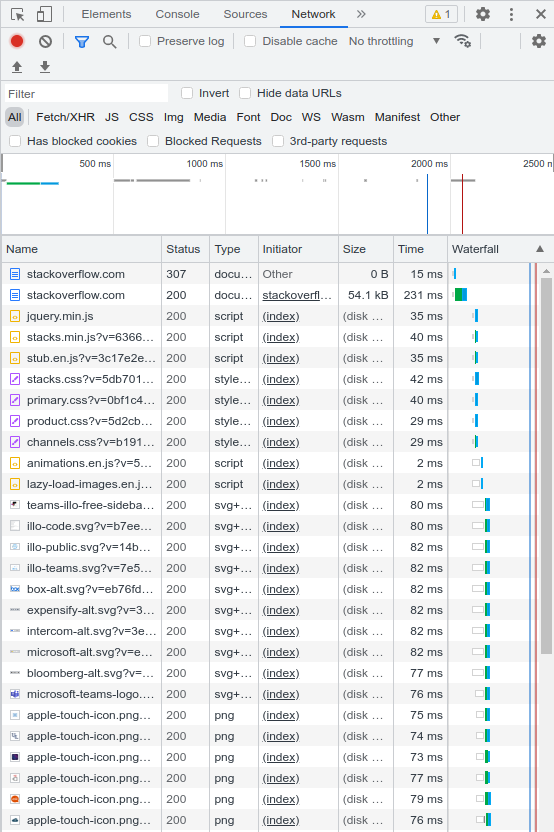 Elements Console Sources Network » 1
Preserve log Disable cache No throttling
Filter Invert Hide data URLs
All Fetch/XHR JS CSS Img Media Font Doc WS Wasm Manifest Other
Has blocked cookies Blocked Requests 3rd-party requests
500 ms 1000 ms 1500 ms 2000 ms 2500 n
Name Status Type Initiator Size Time Waterfall
stackoverflow.com 307 docu… Other 0 B 15 ms
stackoverflow.com 200 docu… stackoverfl… 54.1 kB 231 ms
jquery.min.js 200 script (index) (disk … 35 ms
stacks.min.js?v=6366… 200 script (index) (disk … 40 ms
stub.en.js?v=3c17e2e… 200 script (index) (disk … 35 ms
stacks.css?v=5db701… 200 style… (index) (disk … 42 ms
primary.css?v=0bf1c4… 200 style… (index) (disk … 40 ms
product.css?v=5d2cb… 200 style… (index) (disk … 29 ms
channels.css?v=b191… 200 style… (index) (disk … 29 ms
animations.en.js?v=5… 200 script (index) (disk … 2 ms
lazy-load-images.en.j… 200 script (index) (disk … 2 ms
teams-illo-free-sideba… 200 svg+… (index) (disk … 80 ms
illo-code.svg?v=b7ee… 200 svg+… (index) (disk … 80 ms
illo-public.svg?v=14b… 200 svg+… (index) (disk … 82 ms
illo-teams.svg?v=7e5… 200 svg+… (index) (disk … 82 ms
box-alt.svg?v=eb76fd… 200 svg+… (index) (disk … 82 ms
expensify-alt.svg?v=3… 200 svg+… (index) (disk … 82 ms
intercom-alt.svg?v=3e… 200 svg+… (index) (disk … 82 ms
microsoft-alt.svg?v=e… 200 svg+… (index) (disk … 82 ms
bloomberg-alt.svg?v=… 200 svg+… (index) (disk … 77 ms
microsoft-teams-logo… 200 svg+… (index) (disk … 76 ms
apple-touch-icon.png… 200 png (index) (disk … 75 ms
apple-touch-icon.png… 200 png (index) (disk … 74 ms
apple-touch-icon.png… 200 png (index) (disk … 73 ms
apple-touch-icon.png… 200 png (index) (disk … 77 ms
apple-touch-icon.png… 200 png (index) (disk … 79 ms
apple-touch-icon.png… 200 png (index) (disk … 76 ms